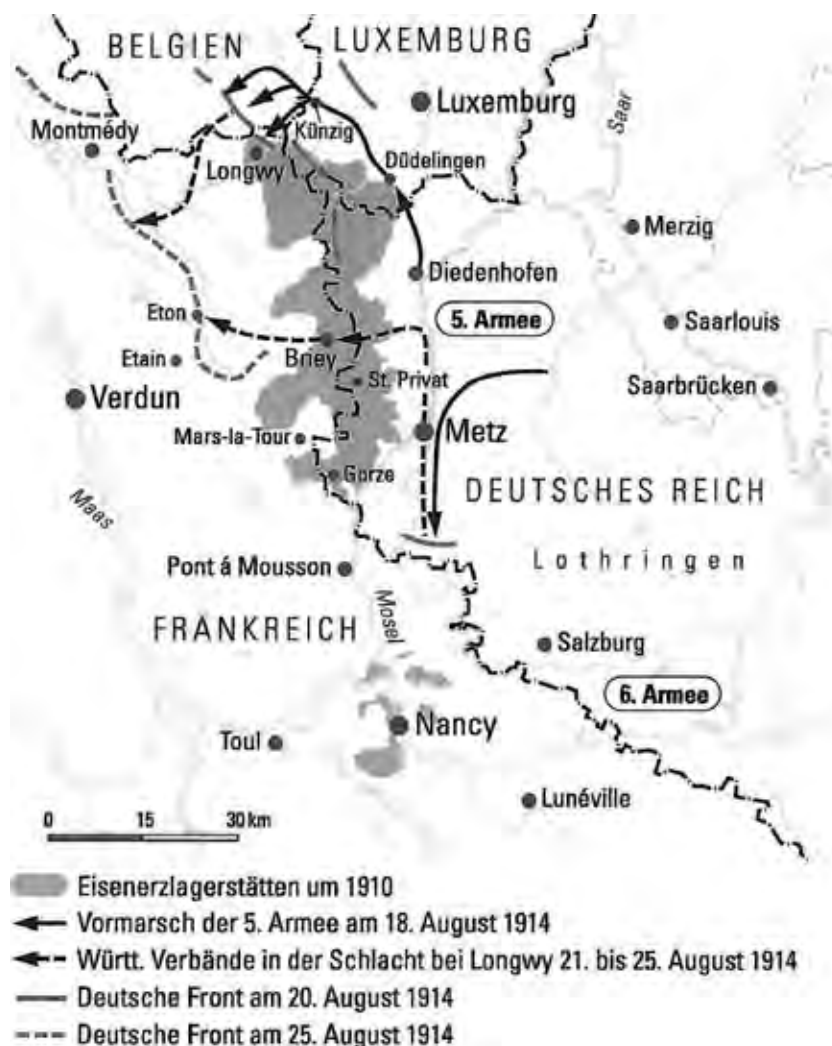 BELGIEN
LUXEMBURG
Luxemburg
Saar
Montmédy
Künzig
Longwy
Düdelingen
Merzig
Diedenhofen
Eton
5. Armee
Saarlouis
Etain
Briey
St. Privat
Saarbrücken
Verdun
Mars-la-Tour
Metz
Gorze
DEUTSCHES REICH
Maas
Lothringen
Pont á Mousson
Mosel
FRANKREICH
Salzburg
6. Armee
Toul
Nancy
Lunéville
0 15 30 km
Eisenerzlagerstätten um 1910
Vormarsch der 5. Armee am 18. August 1914
Württ. Verbände in der Schlacht bei Longwy 21. bis 25. August 1914
Deutsche Front am 20. August 1914
Deutsche Front am 25. August 1914